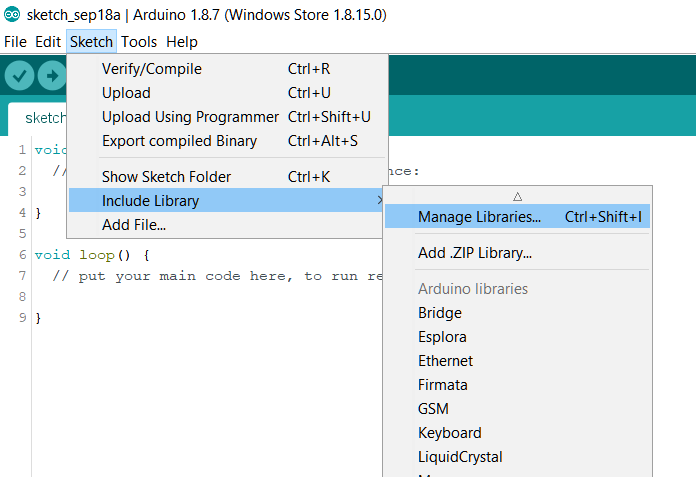 sketch_sep18a | Arduino 1.8.7 (Windows Store 1.8.15.0)
File Edit Sketch Tools Help
Verify/Compile Ctrl+R
Upload Ctrl+U
Upload Using Programmer Ctrl+Shift+U
Export compiled Binary Ctrl+Alt+S
Show Sketch Folder Ctrl+K
Include Library
Add File...
Manage Libraries... Ctrl+Shift+I
Add .ZIP Library...
Arduino libraries
Bridge
Esplora
Ethernet
Firmata
GSM
Keyboard
LiquidCrystal
sketch
1 void
2 // nce:
3
4 }
5
6 void loop() {
7 // put your main code here, to run re
8
9 }